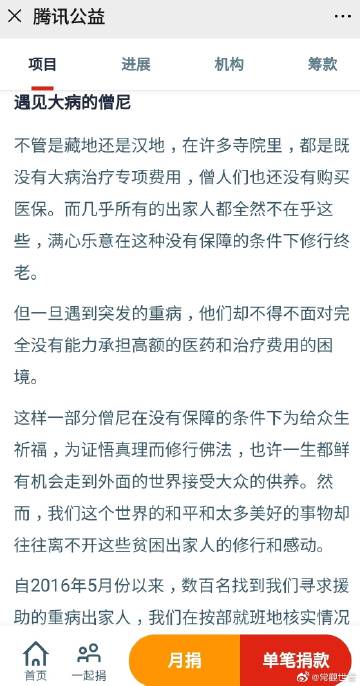 腾讯公益
项目 进展 机构 筹款
遇见大病的僧尼
不管是藏地还是汉地，在许多寺院里，都是既
没有大病治疗专项费用，僧人们也还没有购买
医保。而几乎所有的出家人都全然不在乎这
些，满心乐意在这种没有保障的条件下修行终
老。
但一旦遇到突发的重病，他们却不得不面对完
全没有能力承担高额的医药和治疗费用的困
境。
这样一部分僧尼在没有保障的条件下为给众生
祈福，为证悟真理而修行佛法，也许一生都鲜
有机会走到外面的世界接受大众的供养。然
而，我们这个世界的和平和太多美好的事物却
往往离不开这些贫困出家人的修行和感动。
自2016年5月份以来，数百名找到我们寻求援
助的重病出家人，我们在按部就班地核实情况
首页 一起捐 月捐 单笔捐款